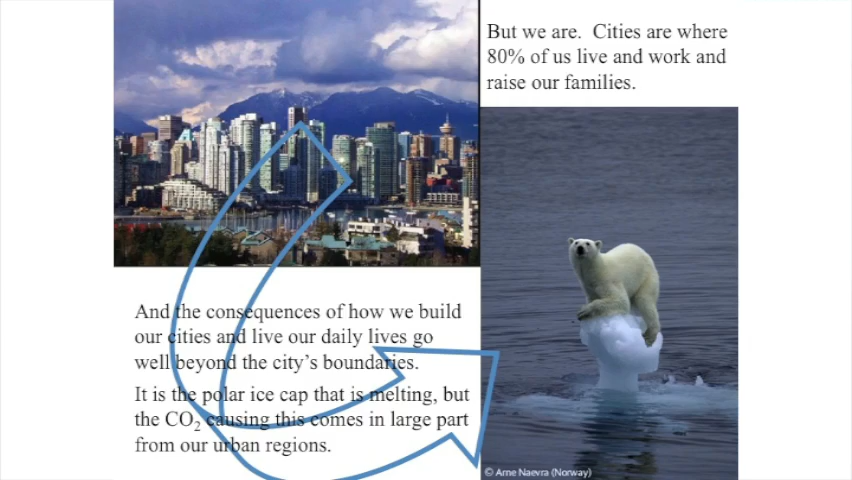 But we are.  Cities are where
80% of us live and work and
raise our families.
And the consequences of how we build
our cities and live our daily lives go
well beyond the city’s boundaries.
It is the polar ice cap that is melting, but
the CO₂ causing this comes in large part
from our urban regions.
© Arne Naevra (Norway)